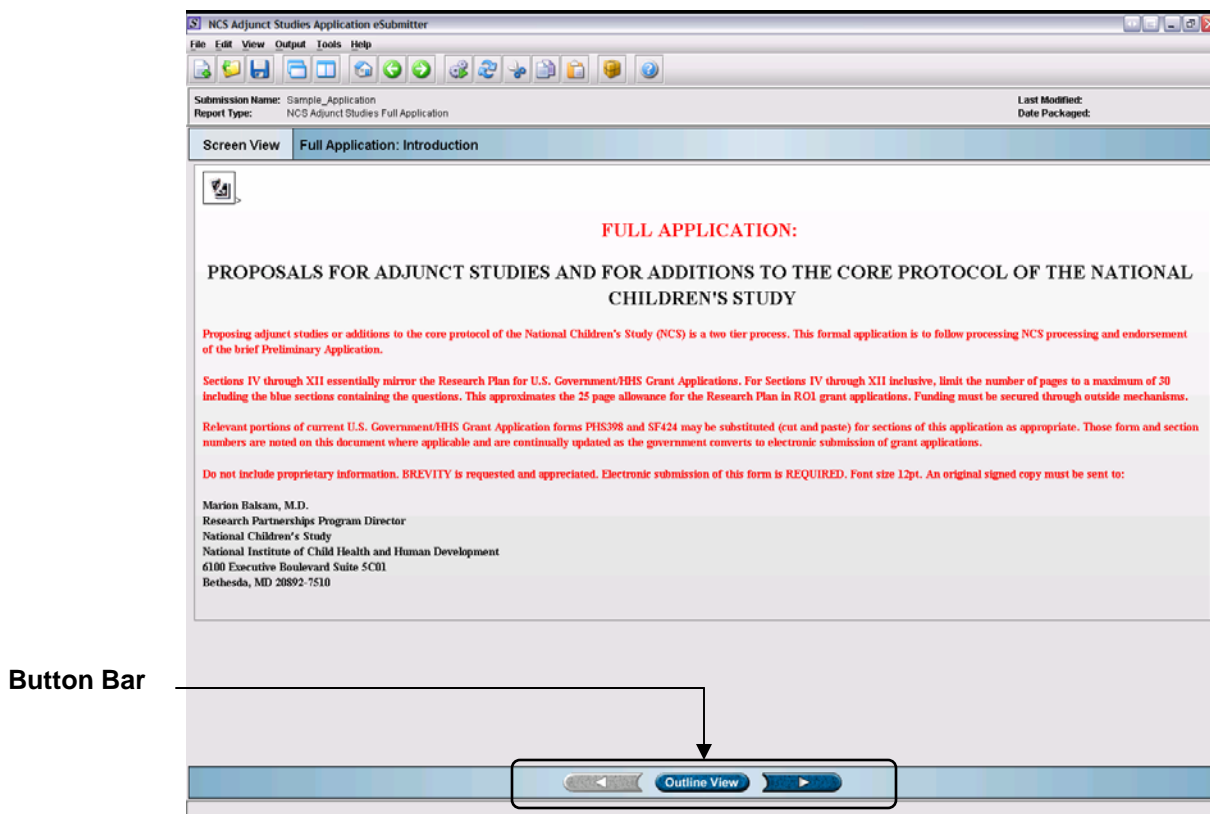 NCS Adjunct Studies Application eSubmitter
File Edit View Output Tools Help
Submission Name: Sample_Application
Last Modified:
Report Type: NCS Adjunct Studies Full Application
Date Packaged:
Screen View Full Application: Introduction
FULL APPLICATION:
PROPOSALS FOR ADJUNCT STUDIES AND FOR ADDITIONS TO THE CORE PROTOCOL OF THE NATIONAL
CHILDREN'S STUDY
Proposing adjunct studies or additions to the core protocol of the National Children's Study (NCS) is a two tier process. This formal application is to follow processing NCS processing and endorsement
of the brief Preliminary Application.
Sections IV through XII essentially mirror the Research Plan for U.S. Government/HHS Grant Applications. For Sections IV through XII inclusive, limit the number of pages to a maximum of 30
including the blue sections containing the questions. This approximates the 25 page allowance for the Research Plan in RO1 grant applications. Funding must be secured through outside mechanisms.
Relevant portions of current U.S. Government/HHS Grant Application forms PHS398 and SF424 may be substituted (cut and paste) for sections of this application as appropriate. Those form and section
numbers are noted on this document where applicable and are continually updated as the government converts to electronic submission of grant applications.
Do not include proprietary information. BREVITY is requested and appreciated. Electronic submission of this form is REQUIRED. Font size 12pt. An original signed copy must be sent to:
Marion Balsam, M.D.
Research Partnerships Program Director
National Children's Study
National Institute of Child Health and Human Development
6100 Executive Boulevard Suite 5C01
Bethesda, MD 20892-7510
Button Bar
Outline View